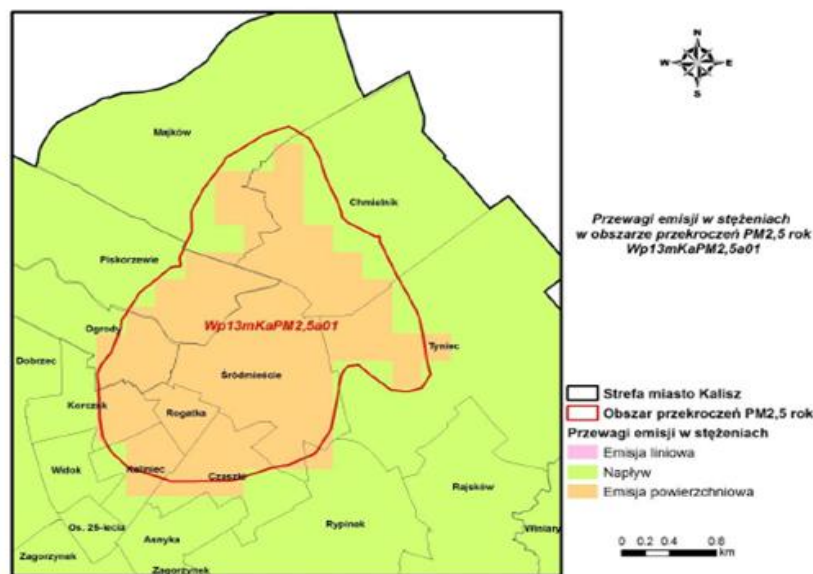 N
W E
S
Majków
Chmielnik
Przewagi emisji w stężeniach
w obszarze przekroczeń PM2,5 rok
Wp13mKaPM2,5a01
Piskorzewie
Wp13mKaPM2,5a01
Ogrody
Tyniec
Dobrzec
Śródmieście
Strefa miasto Kalisz
Korczak
Rogatka
Obszar przekroczeń PM2,5 rok
Przewagi emisji w stężeniach
Emisja liniowa
Widok
Kaliniec
Czaszki
Napływ
Rajsków
Emisja powierzchniowa
Os. 25-lecia
Rypinek
Winiary
Asnyka
Zagorzynek
Zagorzynek
0 0.2 0.4 0.6 0.8
km